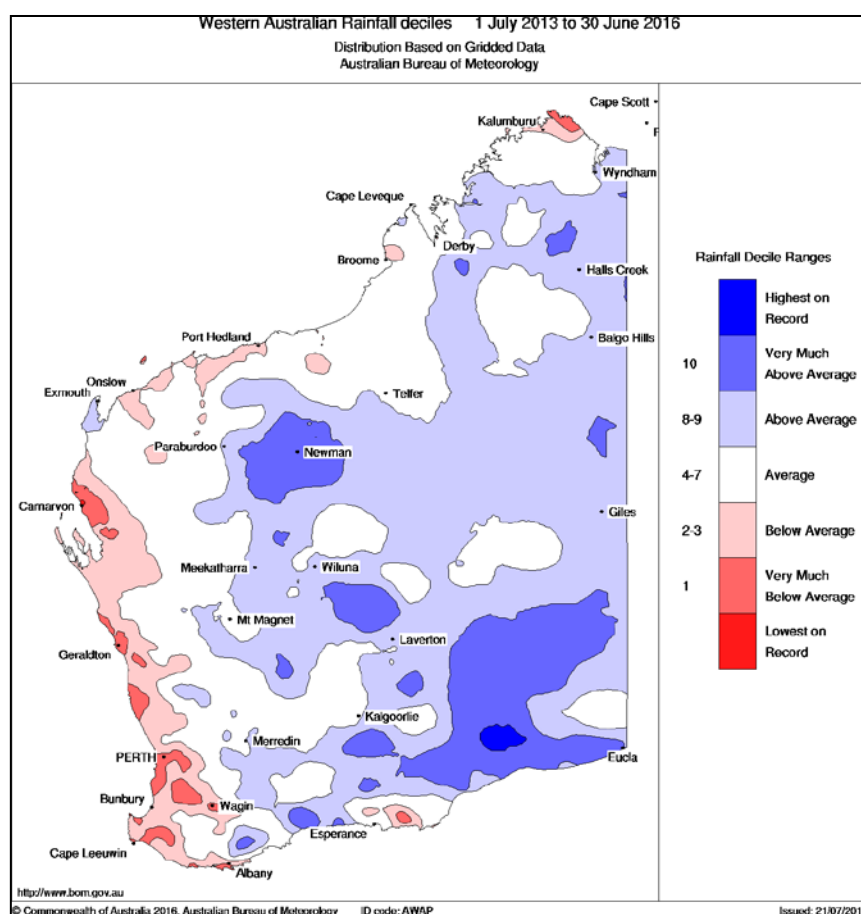 Western Australian Rainfall deciles 1 July 2013 to 30 June 2016
Distribution Based on Gridded Data
Australian Bureau of Meteorology
Cape Scott
Kalumburu
F
Wyndham
Cape Leveque
Derby
Broome
Halls Creek
Rainfall Decile Ranges
Highest on
Record
Port Hedland
Balgo Hills
10
Very Much
Above Average
Onslow
Exmouth
Telfer
8-9
Above Average
Paraburdoo
Newman
4-7
Average
Carnarvon
Giles
2-3
Below Average
Meekatharra
Wiluna
1
Very Much
Below Average
Mt Magnet
Laverton
Lowest on
Record
Geraldton
Kalgoorlie
Merredin
PERTH
Eucla
Bunbury
Wagin
Esperance
Cape Leeuwin
Albany
http://www.bom.gov.au
© Commonwealth of Australia 2016, Australian Bureau of Meteorology ID code: AWAP Issued: 21/07/201